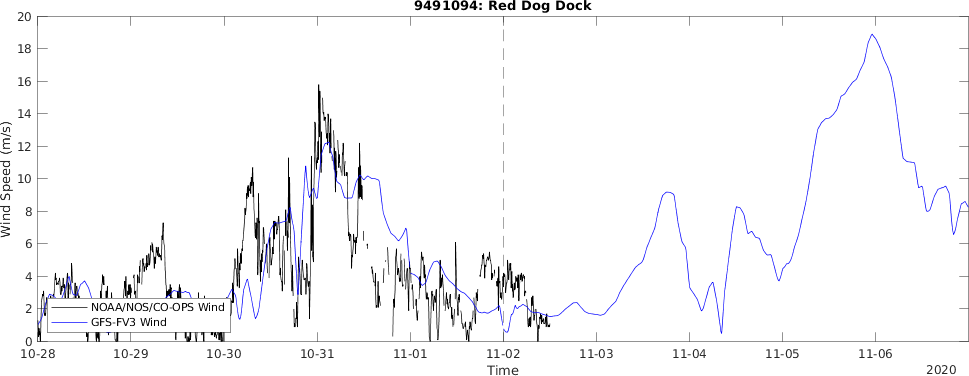 9491094: Red Dog Dock
20
18
16
14
12
10
8
6
4
2
0
Wind Speed (m/s)
NOAA/NOS/CO-OPS Wind
GFS-FV3 Wind
10-28 10-29 10-30 10-31 11-01 11-02 11-03 11-04 11-05 11-06
Time
2020